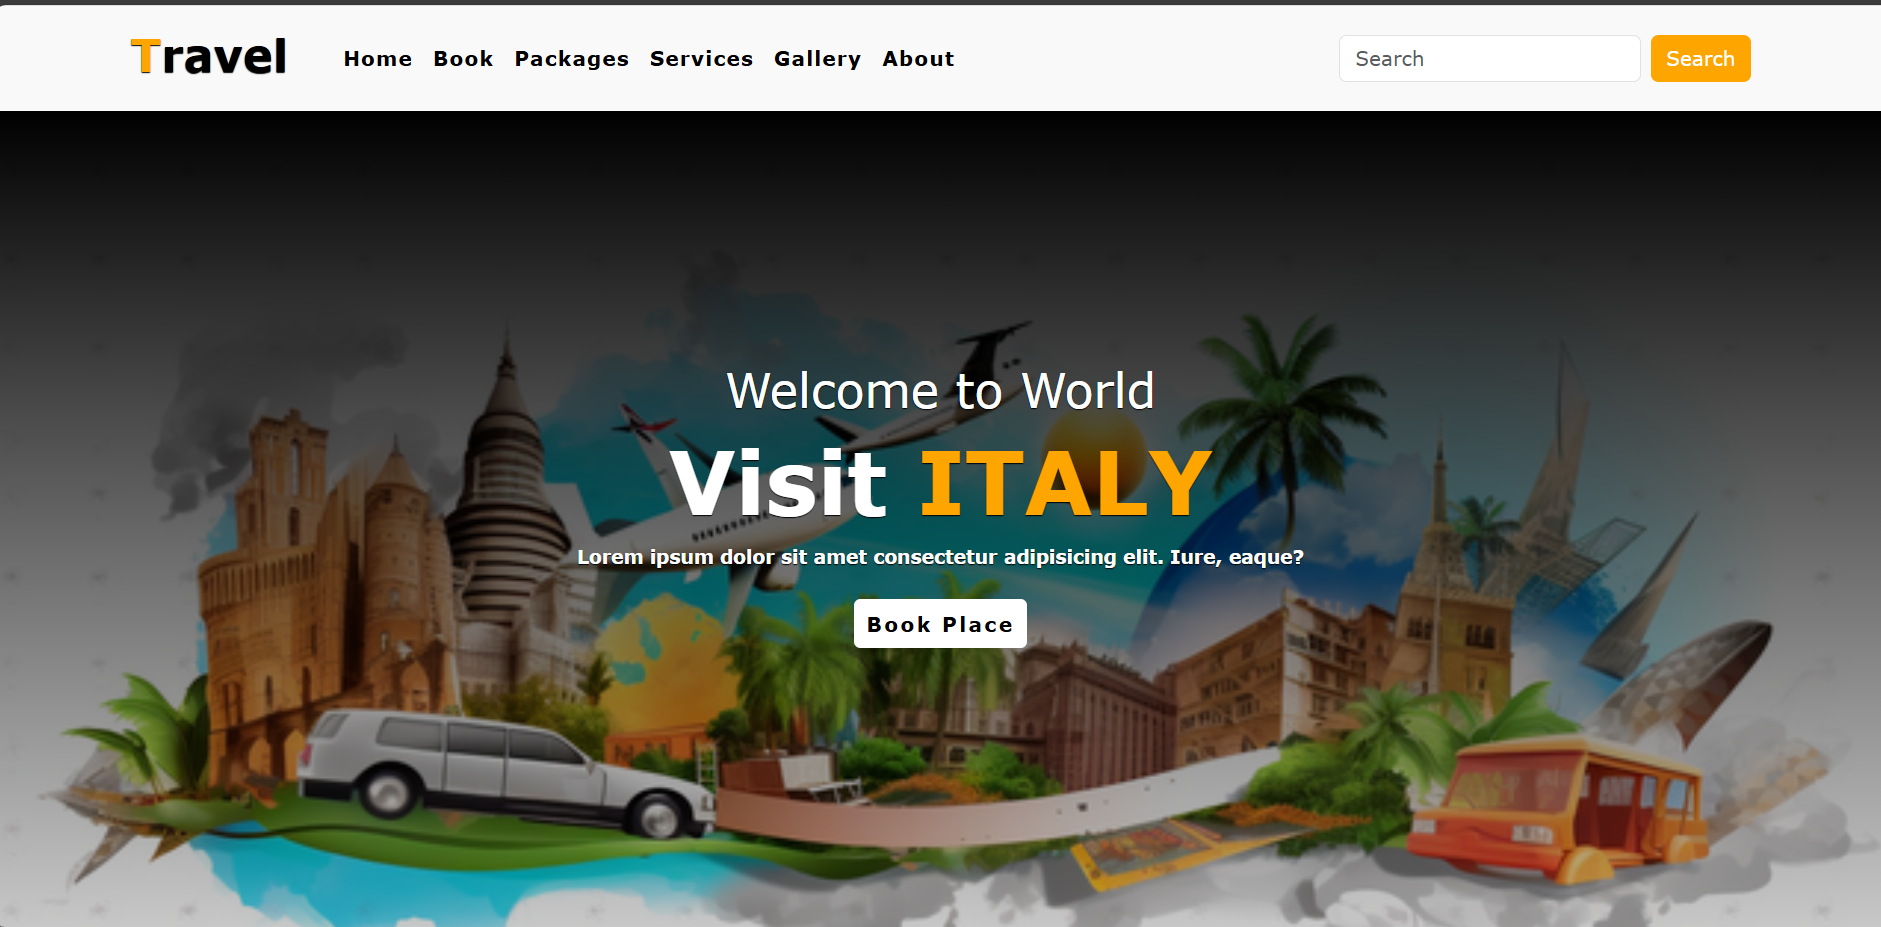 Travel Home Book Packages Services Gallery About Search Search
Welcome to World
Visit ITALY
Lorem ipsum dolor sit amet consectetur adipisicing elit. Iure, eaque?
Book Place